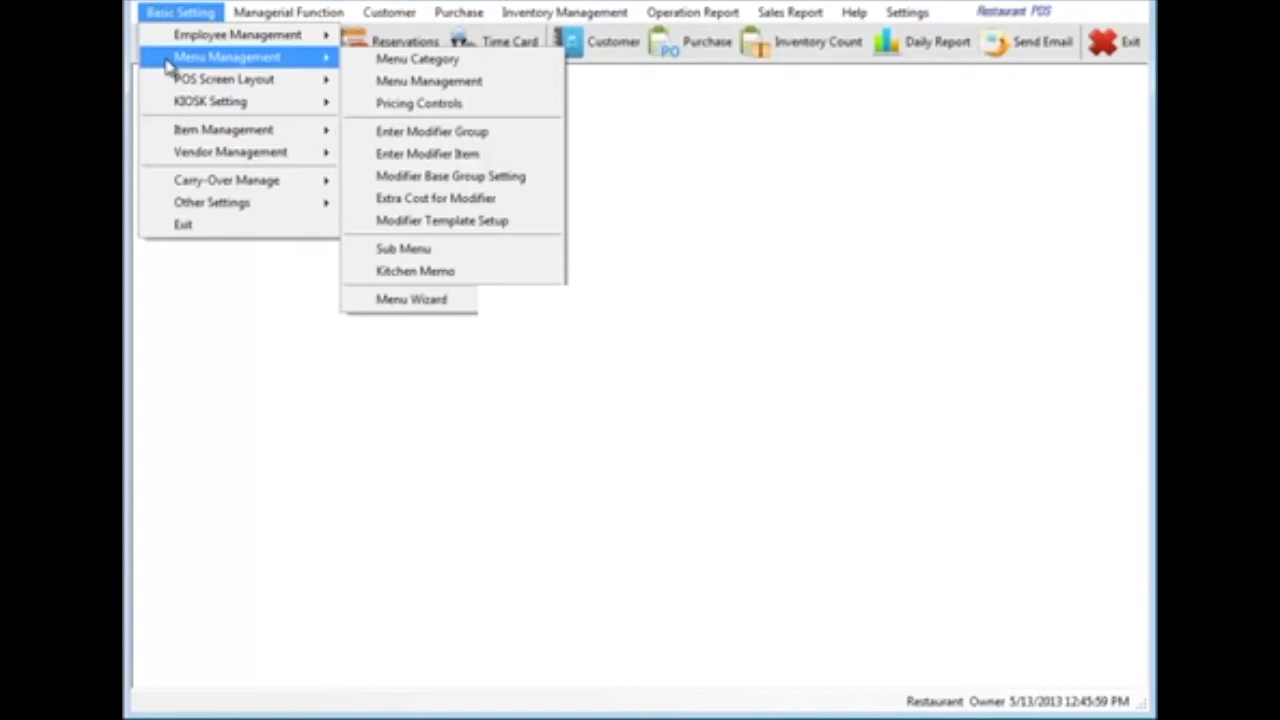 Basic Setting Managerial Function Customer Purchase Inventory Management Operation Report Sales Report Help Settings Restaurant POS
Reservations Time Card Customer PO Purchase Inventory Count Daily Report Send Email Exit
Employee Management
Menu Management
POS Screen Layout
KIOSK Setting
Item Management
Vendor Management
Carry-Over Manage
Other Settings
Exit
Menu Category
Menu Management
Pricing Controls
Enter Modifier Group
Enter Modifier Item
Modifier Base Group Setting
Extra Cost for Modifier
Modifier Template Setup
Sub Menu
Kitchen Memo
Menu Wizard
Restaurant Owner 5/13/2013 12:45:59 PM